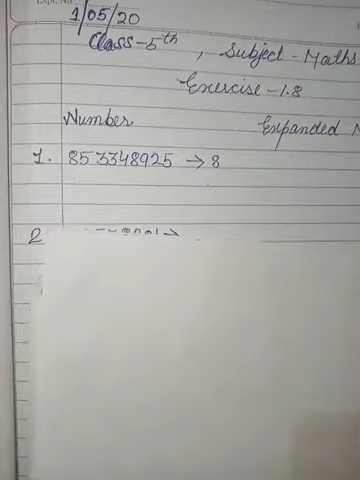 1/05/20
Class-5th, Subject - Maths
Exercise-1.8
Number Expanded
1. 853348925 → 8
2